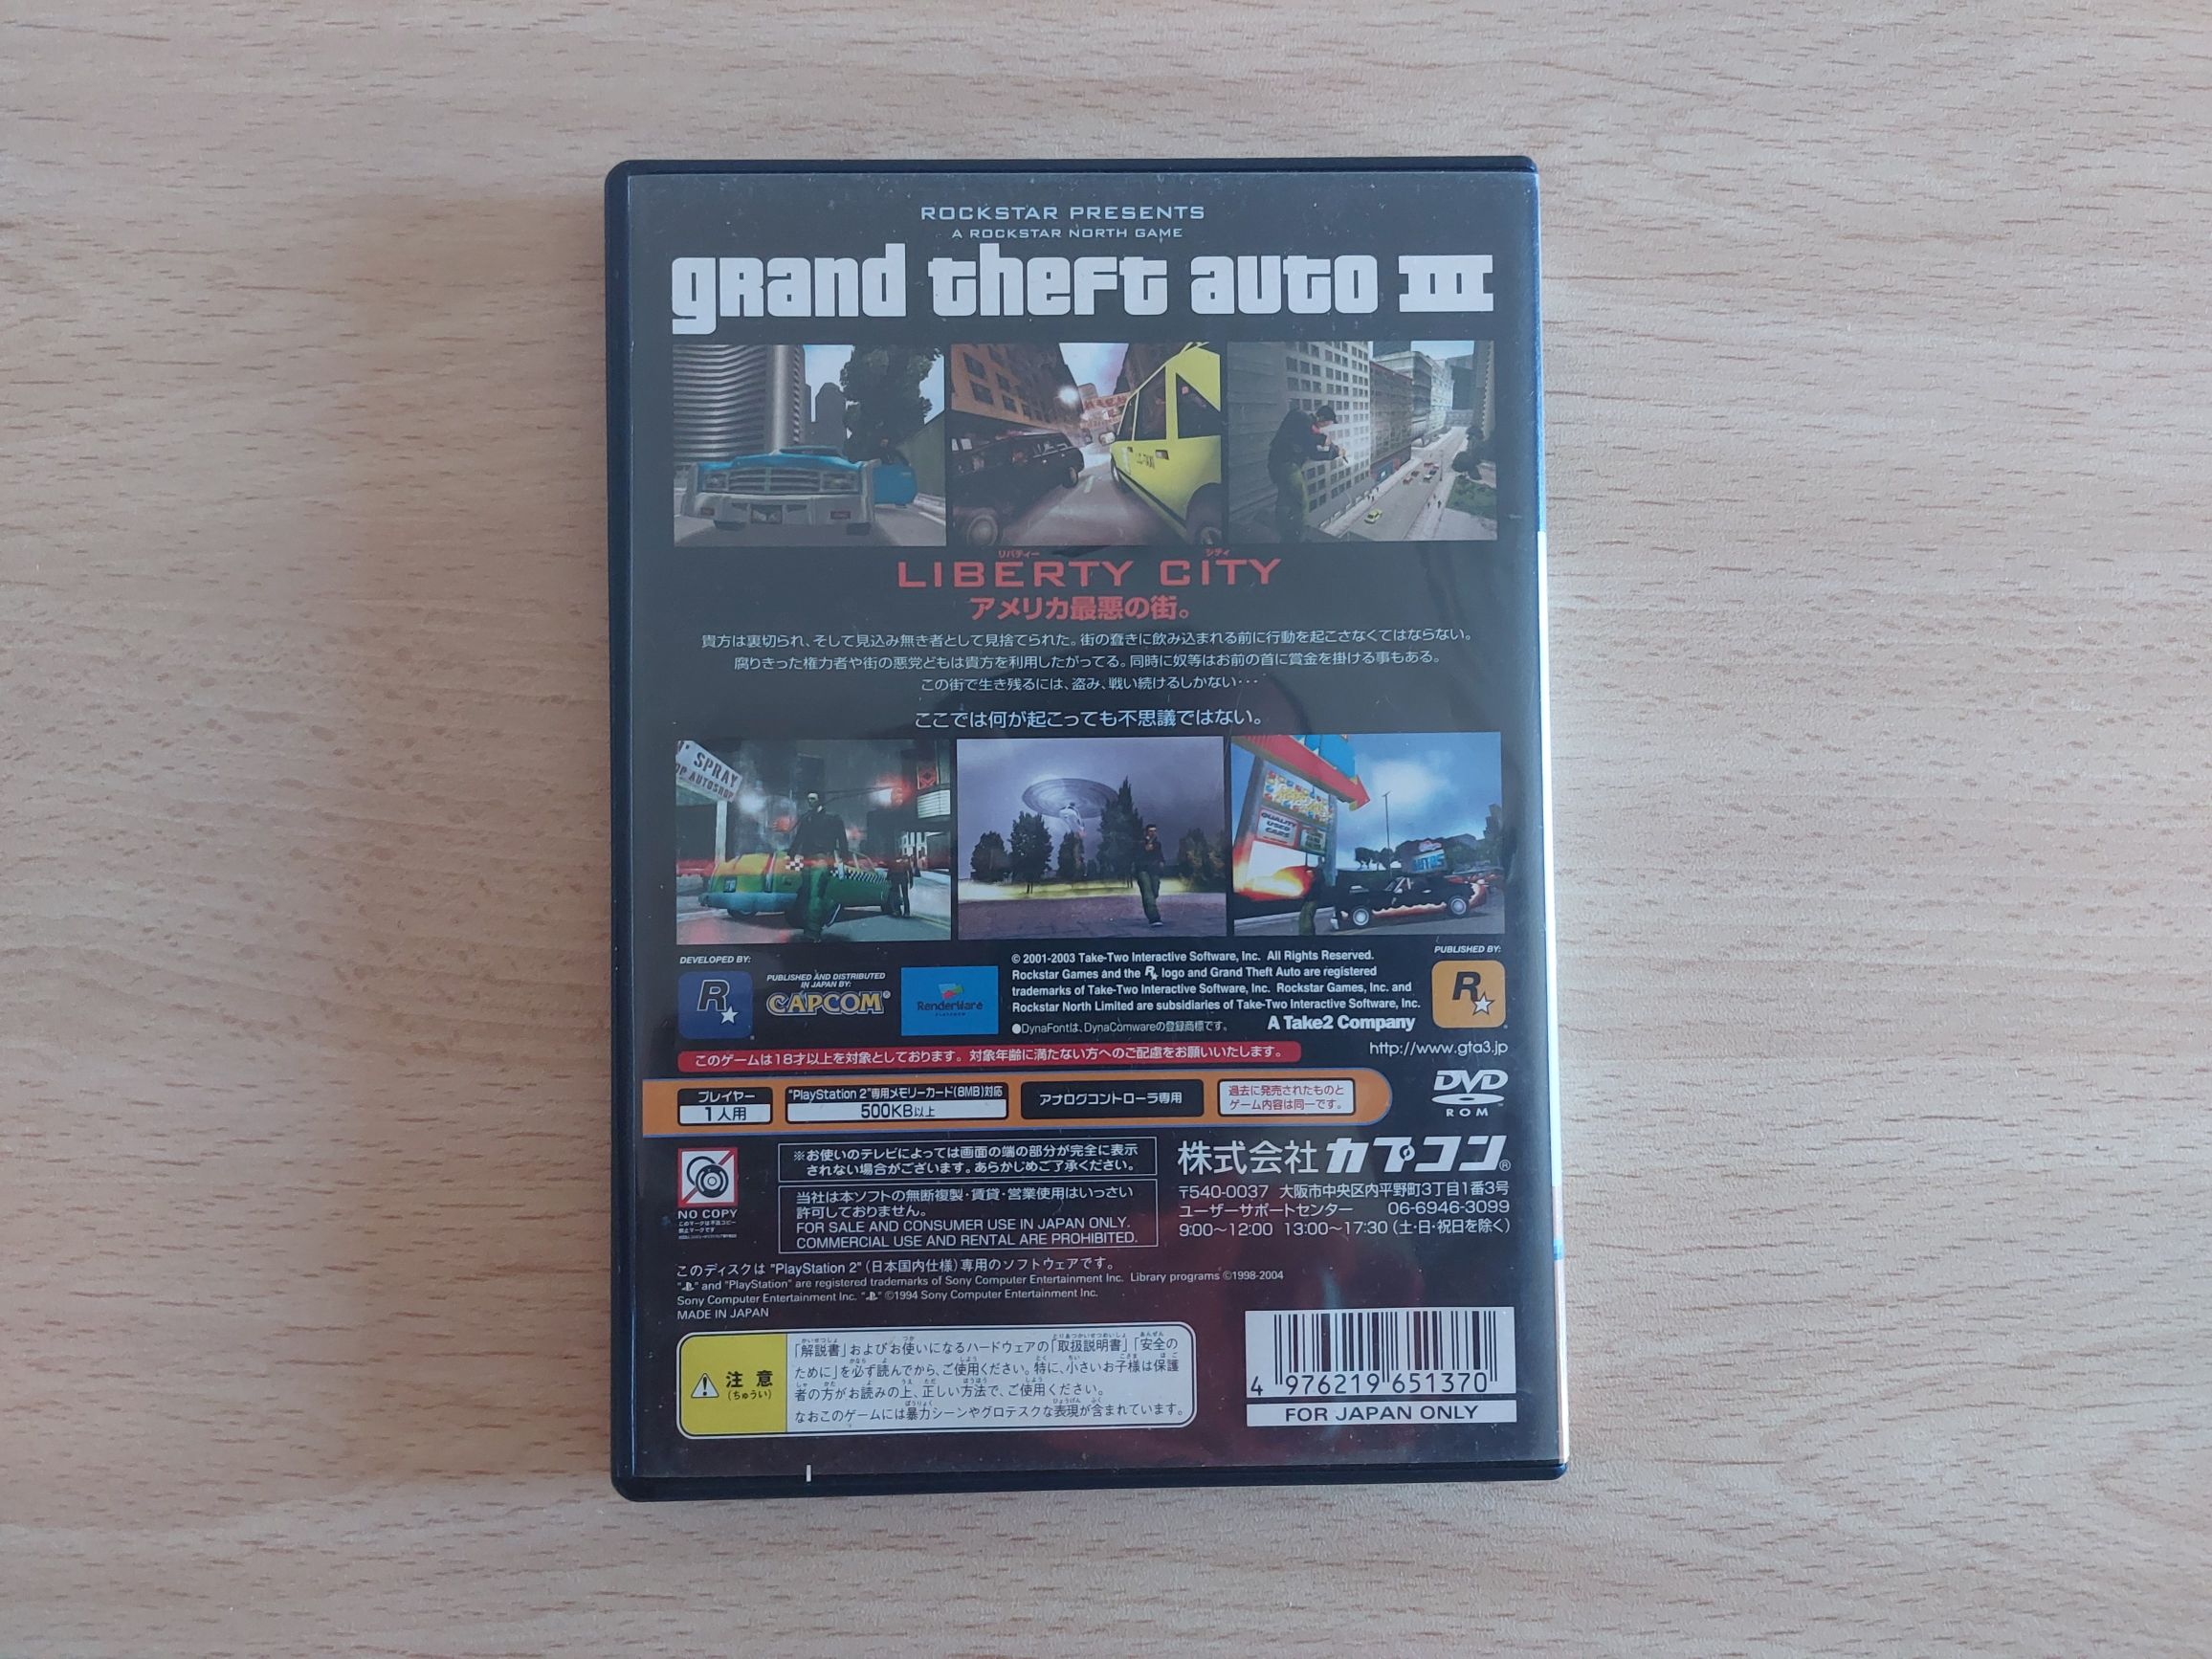 ROCKSTAR PRESENTS
A ROCKSTAR NORTH GAME
grand theft auto III
リバティー シティ
LIBERTY CITY
アメリカ最悪の街。
貴方は裏切られ、そして見込み無き者として見捨てられた。街の蠢きに飲み込まれる前に行動を起こさなくてはならない。
腐りきった権力者や街の悪党どもは貴方を利用したがってる。同時に奴等はお前の首に賞金を掛ける事もある。
この街で生き残るには、盗み、戦い続けるしかない・・・
ここでは何が起こっても不思議ではない。
SPRAY
AUTOSHOP
QUALITY
USED
CARS
DEVELOPED BY:
R
PUBLISHED AND DISTRIBUTED
IN JAPAN BY:
CAPCOM®
RenderWare
© 2001-2003 Take-Two Interactive Software, Inc. All Rights Reserved.
Rockstar Games and the R logo and Grand Theft Auto are registered
trademarks of Take-Two Interactive Software, Inc. Rockstar Games, Inc. and
Rockstar North Limited are subsidiaries of Take-Two Interactive Software, Inc.
●DynaFontは、DynaComwareの登録商標です。 A Take2 Company
PUBLISHED BY:
R
このゲームは18才以上を対象としております。対象年齢に満たない方へのご配慮をお願いいたします。
http://www.gta3.jp
プレイヤー
1人用
"PlayStation 2"専用メモリーカード(8MB)対応
500KB以上
アナログコントローラ専用
過去に発売されたものと
ゲーム内容は同一です。
DVD
ROM
NO COPY
※お使いのテレビによっては画面の端の部分が完全に表示
されない場合がございます。あらかじめご了承ください。
当社は本ソフトの無断複製・賃貸・営業使用はいっさい
許可しておりません。
FOR SALE AND CONSUMER USE IN JAPAN ONLY.
COMMERCIAL USE AND RENTAL ARE PROHIBITED.
株式会社カプコン®
〒540-0037 大阪市中央区内平野町3丁目1番3号
ユーザーサポートセンター 06-6946-3099
9:00～12:00 13:00～17:30（土・日・祝日を除く）
このディスクは "PlayStation 2"（日本国内仕様）専用のソフトウェアです。
" " and "PlayStation" are registered trademarks of Sony Computer Entertainment Inc. Library programs ©1998-2004
Sony Computer Entertainment Inc. " " ©1994 Sony Computer Entertainment Inc.
MADE IN JAPAN
注意
(ちゅうい)
「解説書」およびお使いになるハードウェアの「取扱説明書」「安全の
ために」を必ず読んでから、ご使用ください。特に、小さいお子様は保護
者の方がお読みの上、正しい方法で、ご使用ください。
なおこのゲームには暴力シーンやグロテスクな表現が含まれています。
4 976219 651370
FOR JAPAN ONLY